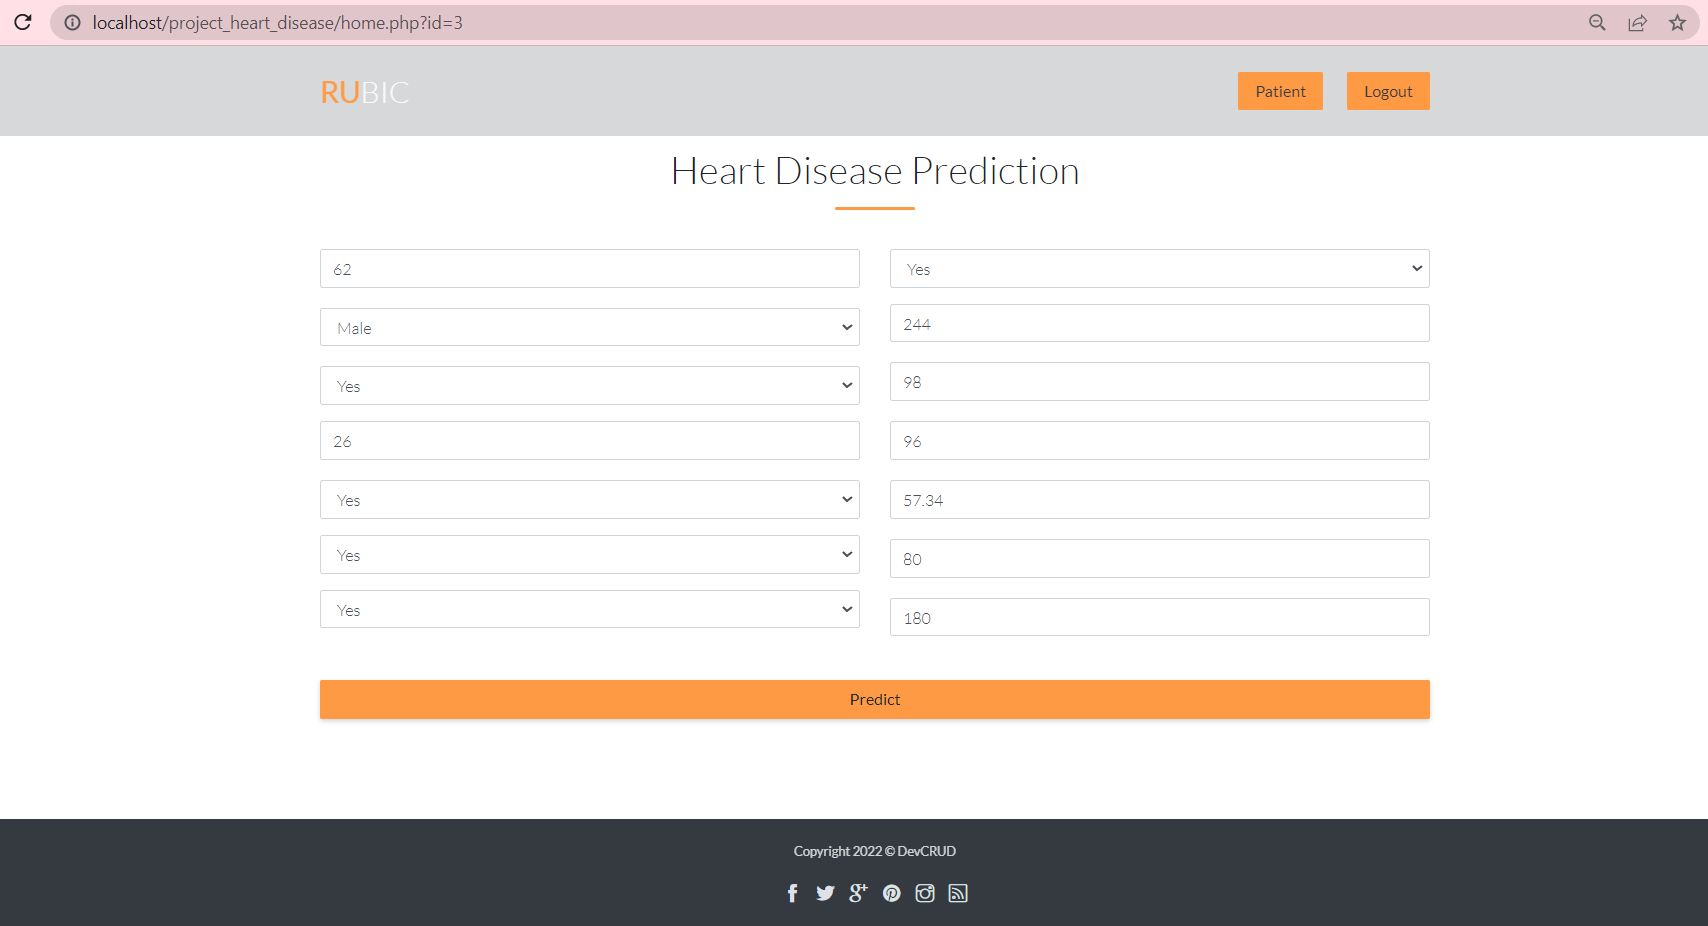 localhost/project_heart_disease/home.php?id=3
RUBIC
Patient
Logout
Heart Disease Prediction
62
Male
Yes
26
Yes
Yes
Yes
Yes
244
98
96
57.34
80
180
Predict
Copyright 2022 © DevCRUD